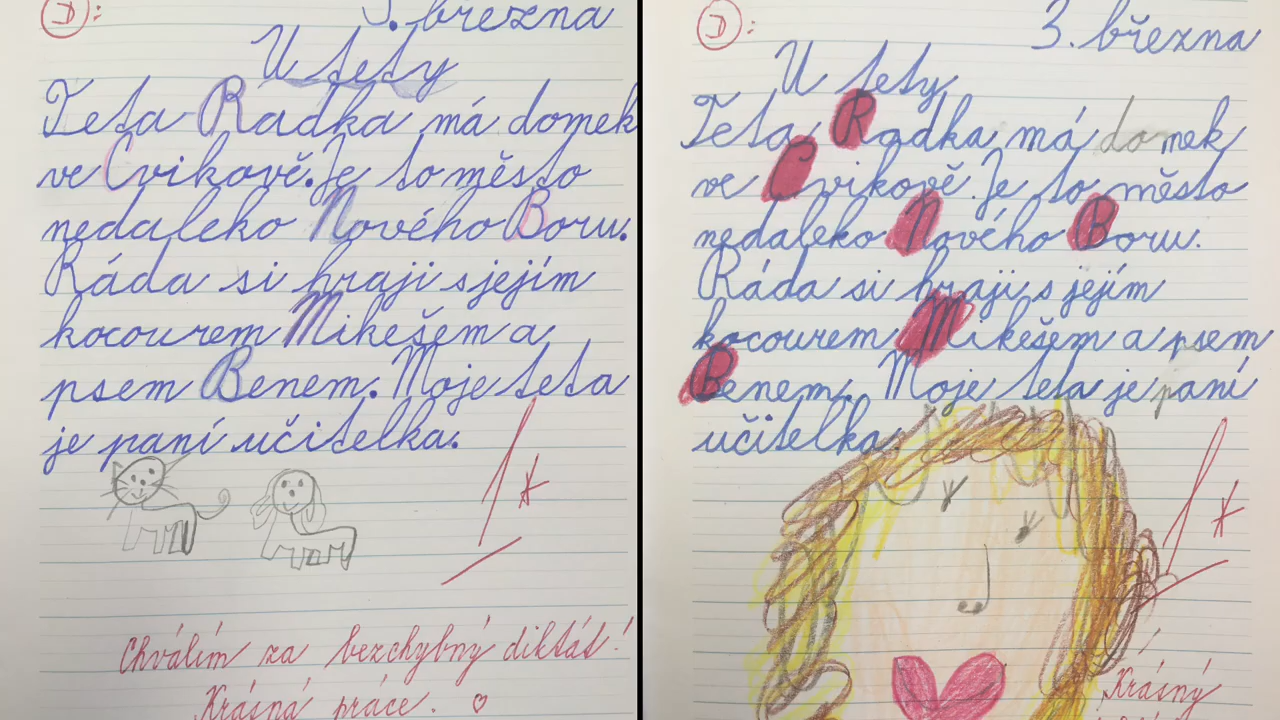 D: 3. března
U tety
Teta Radka má domek
ve Cvikově. Je to město
nedaleko Nového Boru.
Ráda si hraji s jejím
kocourem Mikešem a
psem Benem. Moje teta
je paní učitelka.
1*
Chválím za bezchybný diktát!
Krásná práce. ♡
D: 3. března
U tety
Teta Radka má domek
ve Cvikově. Je to město
nedaleko Nového Boru.
Ráda si hraji s jejím
kocourem Mikešem a psem
Benem. Moje teta je paní
učitelka.
1*
Krásný